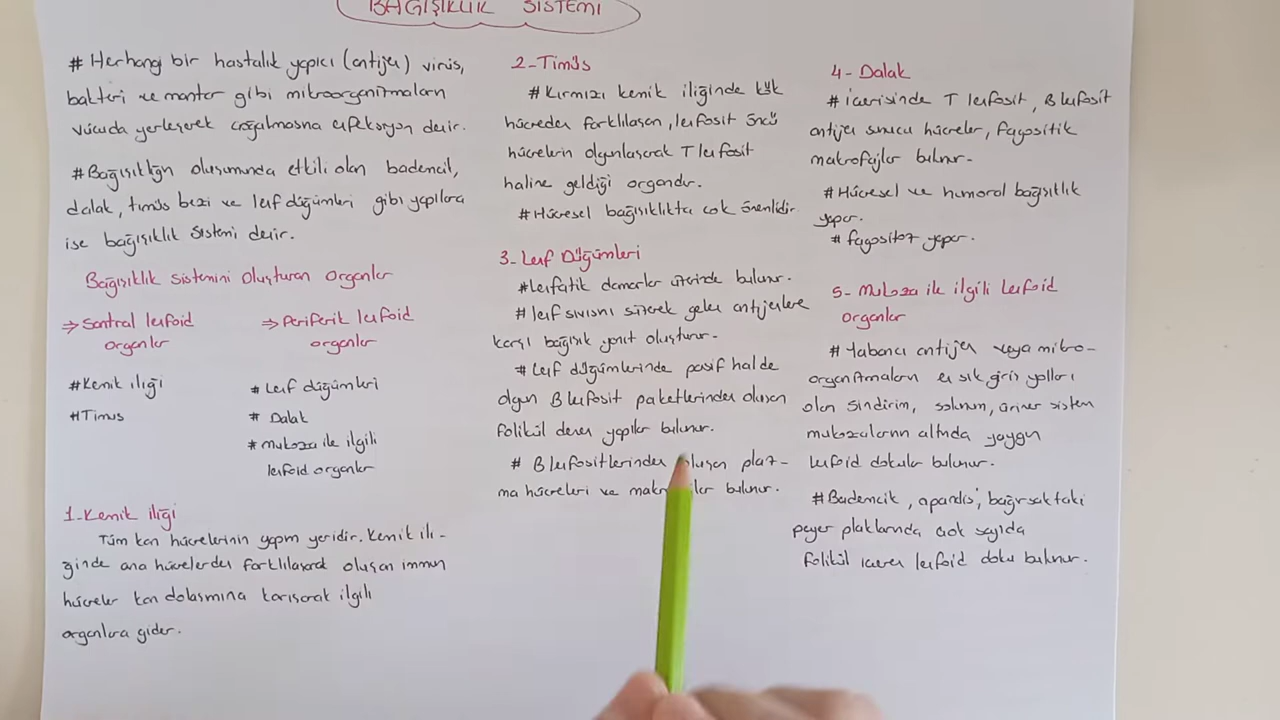 BAĞIŞIKLIK SİSTEMİ
# Herhangi bir hastalık yapıcı (antijen) virüs,
bakteri ve mantar gibi mikroorganizmaların
vücuda yerleşerek çoğalmasına enfeksiyon denir.
# Bağışıklığın oluşumunda etkili olan bademcik,
dalak, timüs bezi ve lenf düğümleri gibi yapılara
ise bağışıklık sistemi denir.
Bağışıklık sistemini oluşturan organlar
⇒ Santral lenfoid
organlar
# Kemik iliği
# Timus
⇒ Periferik lenfoid
organlar
# Lenf düğümleri
# Dalak
# mukoza ile ilgili
lenfoid organlar
1-Kemik iliği
Tüm kan hücrelerinin yapım yeridir. Kemik ili-
ğinde ana hücrelerden farklılaşarak oluşan immün
hücreler kan dolaşımına karışarak ilgili
organlara gider.
2-Timüs
# Kırmızı kemik iliğinde kök
hücreden farklılaşan, lenfosit öncü
hücrelerin olgunlaşarak T lenfosit
haline geldiği organdır.
# Hücresel bağışıklıkta çok önemlidir.
3-Lenf Düğümleri
# Lenfatik damarlar üzerinde bulunur.
# lenf sıvısını süzerek gelen antijenlere
karşı bağışık yanıt oluşturur.
# Lenf düğümlerinde pasif halde
olgun B lenfosit paketlerinden oluşan
folikül denen yapılar bulunur.
# B lenfositlerinden oluşan plaz-
ma hücreleri ve bulunur.
4- Dalak
# içerisinde T lenfosit, B lenfosit
antijen sunucu hücreler, fagositik
makrofajlar bulunur.
# Hücresel ve humoral bağışıklık
yapar.
# fagositoz yapar.
5- Mukoza ile ilgili lenfoid
organlar
# Yabancı antijen veya mikro-
organizmaların en sık giriş yolları
olan sindirim, solunum, üriner sistem
mukozalarının altında yaygın
lenfoid dokular bulunur.
# Bademcik, apandis, bağırsaktaki
peyer plaklarında çok sayıda
folikül içeren lenfoid doku bulunur.